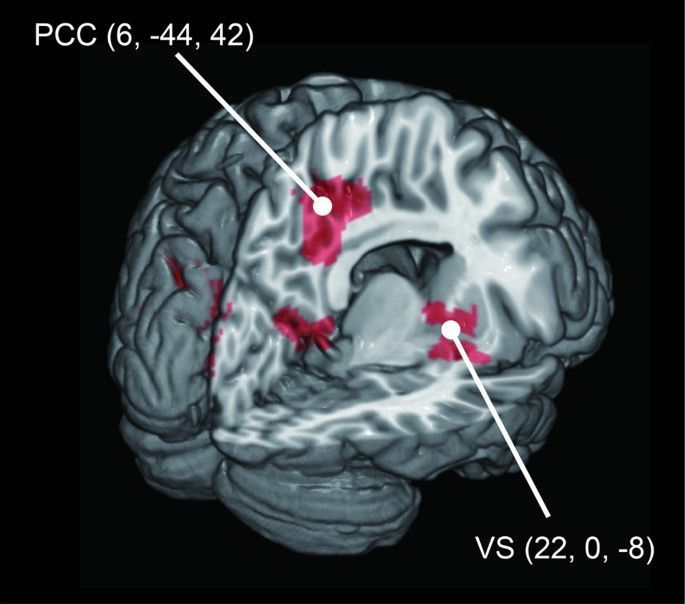 PCC (6, -44, 42)
VS (22, 0, -8)